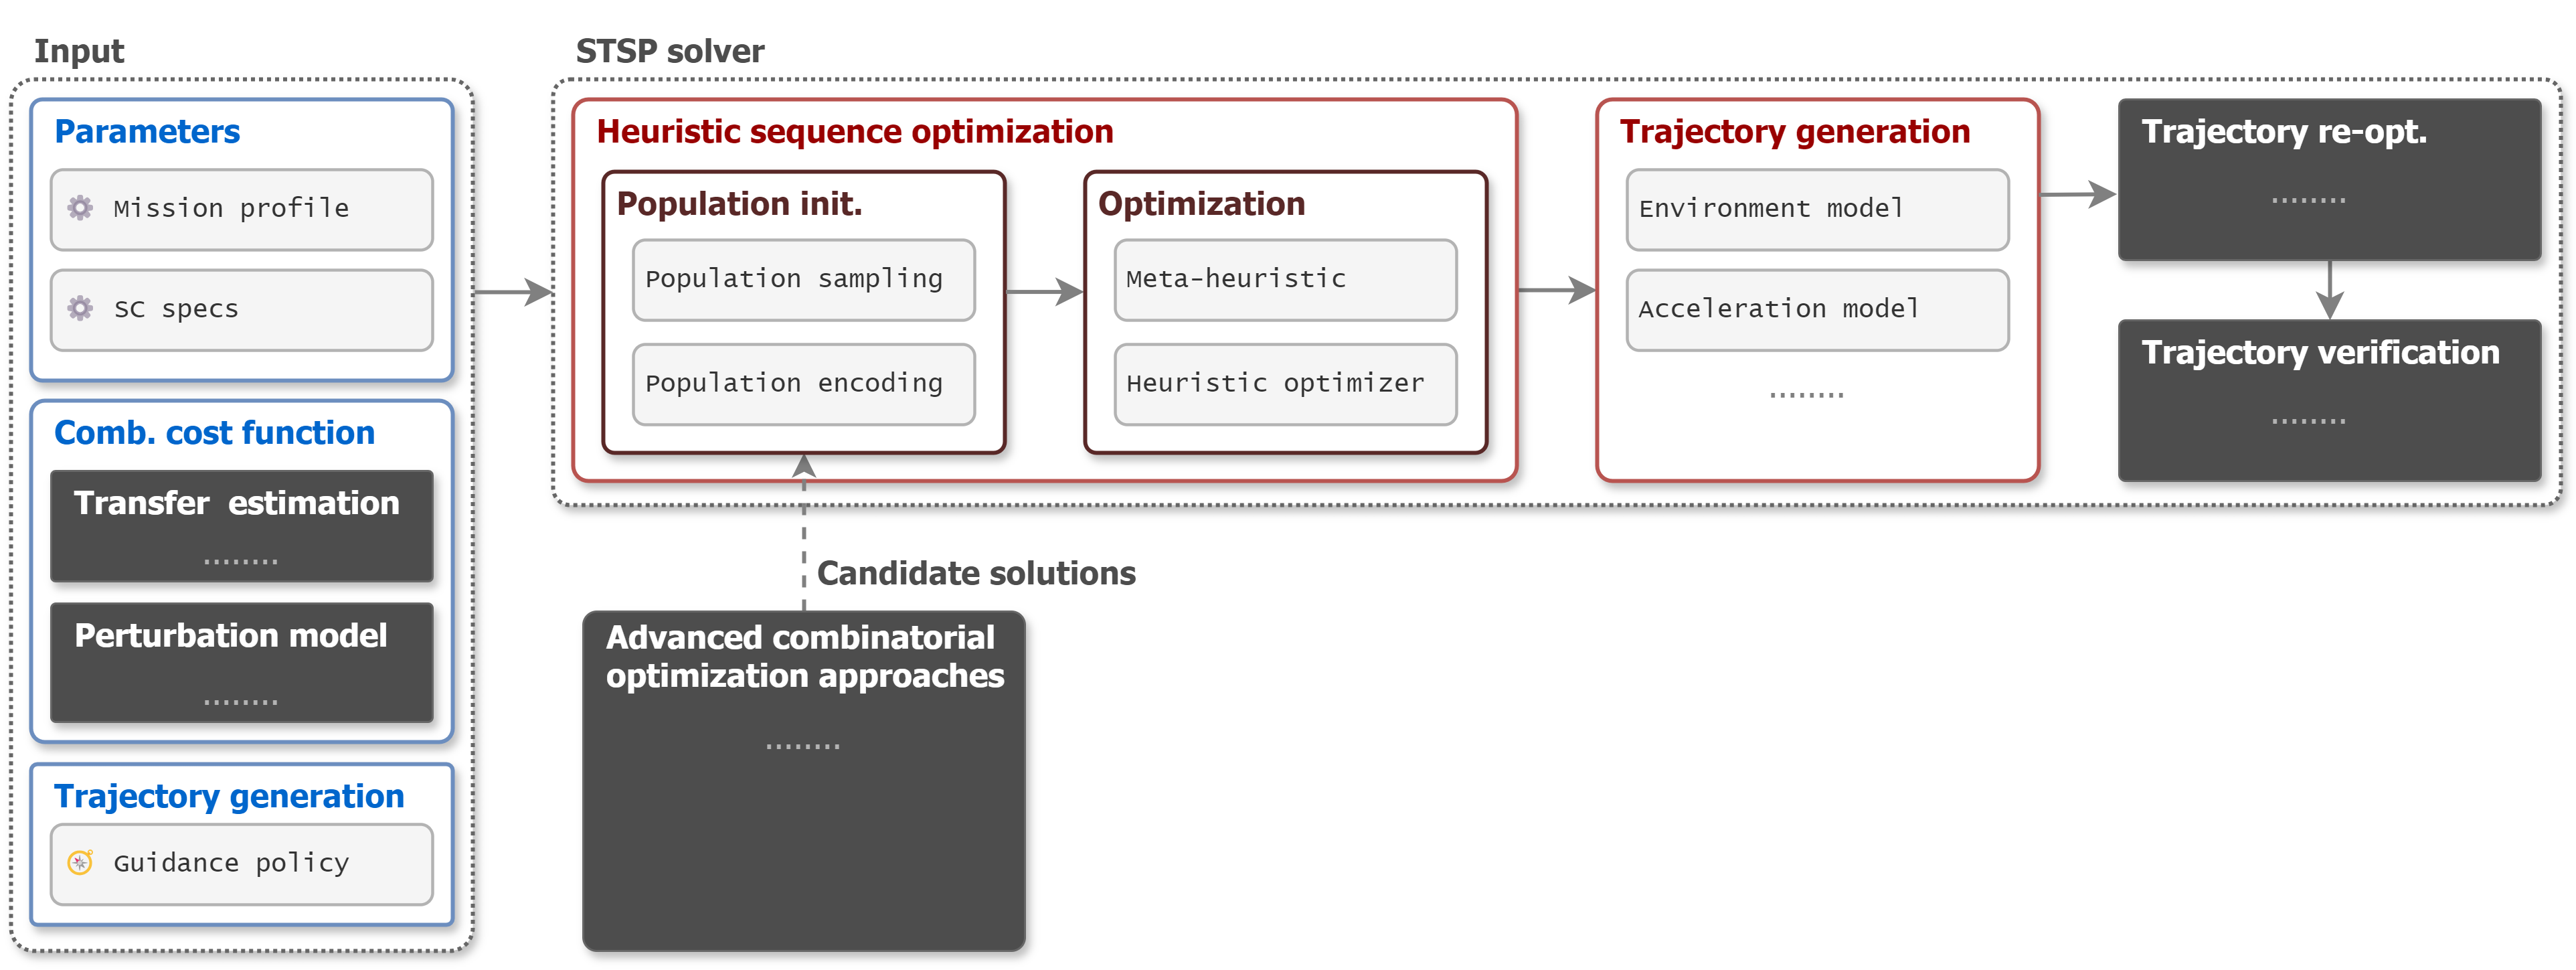 Input
Parameters
Mission profile
SC specs
Comb. cost function
Transfer estimation
........
Perturbation model
........
Trajectory generation
Guidance policy
STSP solver
Heuristic sequence optimization
Population init.
Population sampling
Population encoding
Optimization
Meta-heuristic
Heuristic optimizer
Trajectory generation
Environment model
Acceleration model
........
Trajectory re-opt.
........
Trajectory verification
........
Candidate solutions
Advanced combinatorial
optimization approaches
........